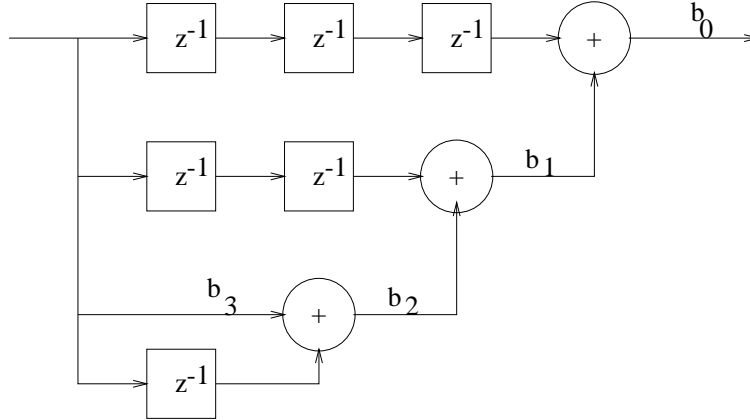 z⁻¹ z⁻¹ z⁻¹ + b₀
z⁻¹ z⁻¹ + b₁
b₃ + b₂
z⁻¹